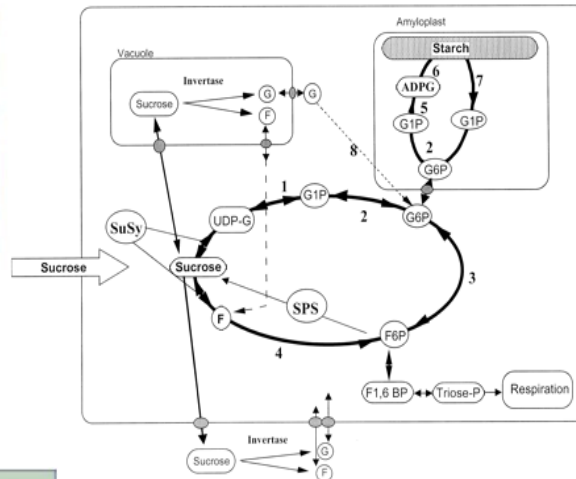 Amyloplast
Starch
Vacuole
Invertase
6
7
ADPG
Sucrose
G
G
F
5
G1P
G1P
8
2
G6P
1
G1P
2
G6P
UDP-G
SuSy
Sucrose
Sucrose
3
SPS
F
4
F6P
F1,6 BP
Triose-P
Respiration
Invertase
Sucrose
G
F